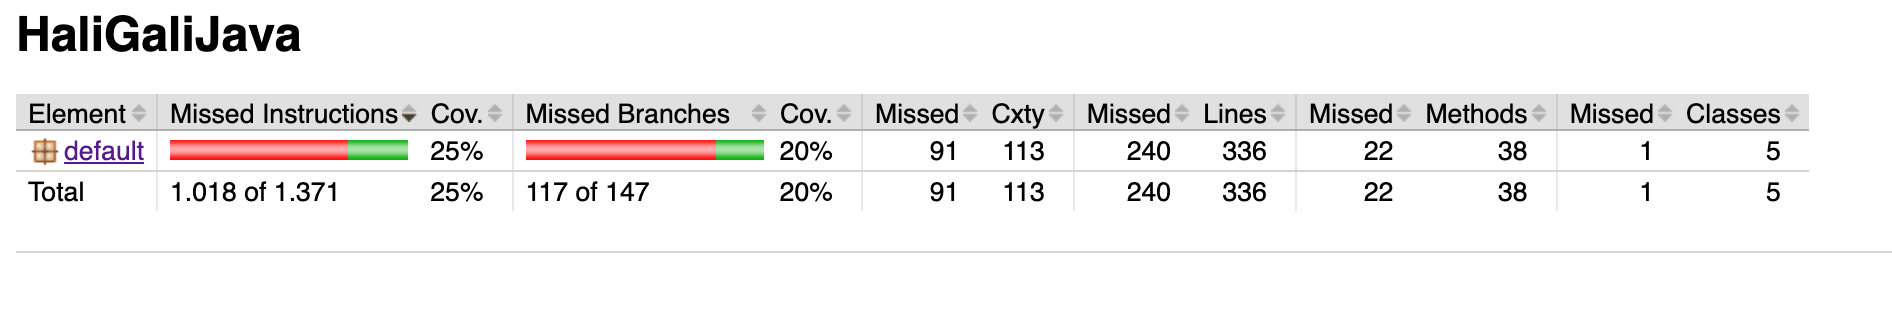 HaliGaliJava
Element Missed Instructions Cov. Missed Branches Cov. Missed Cxty Missed Lines Missed Methods Missed Classes
default 25% 20% 91 113 240 336 22 38 1 5
Total 1.018 of 1.371 25% 117 of 147 20% 91 113 240 336 22 38 1 5